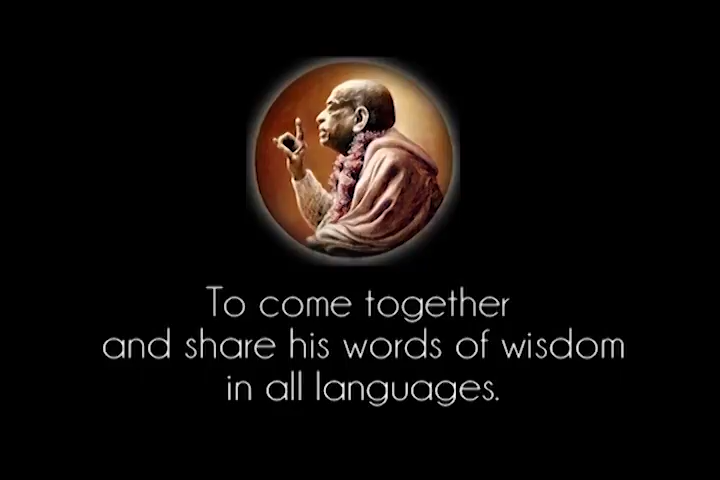 To come together
and share his words of wisdom
in all languages.